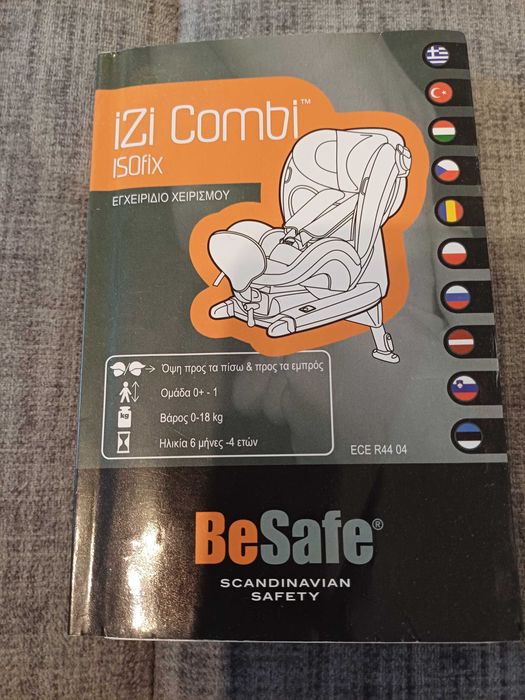 iZi Combi™
ISOfix
ΕΓΧΕΙΡΙΔΙΟ ΧΕΙΡΙΣΜΟΥ
Όψη προς τα πίσω & προς τα εμπρός
Ομάδα 0+ - 1
kg
Βάρος 0-18 kg
Ηλικία 6 μήνες -4 ετών
ECE R44 04
BeSafe®
SCANDINAVIAN
SAFETY